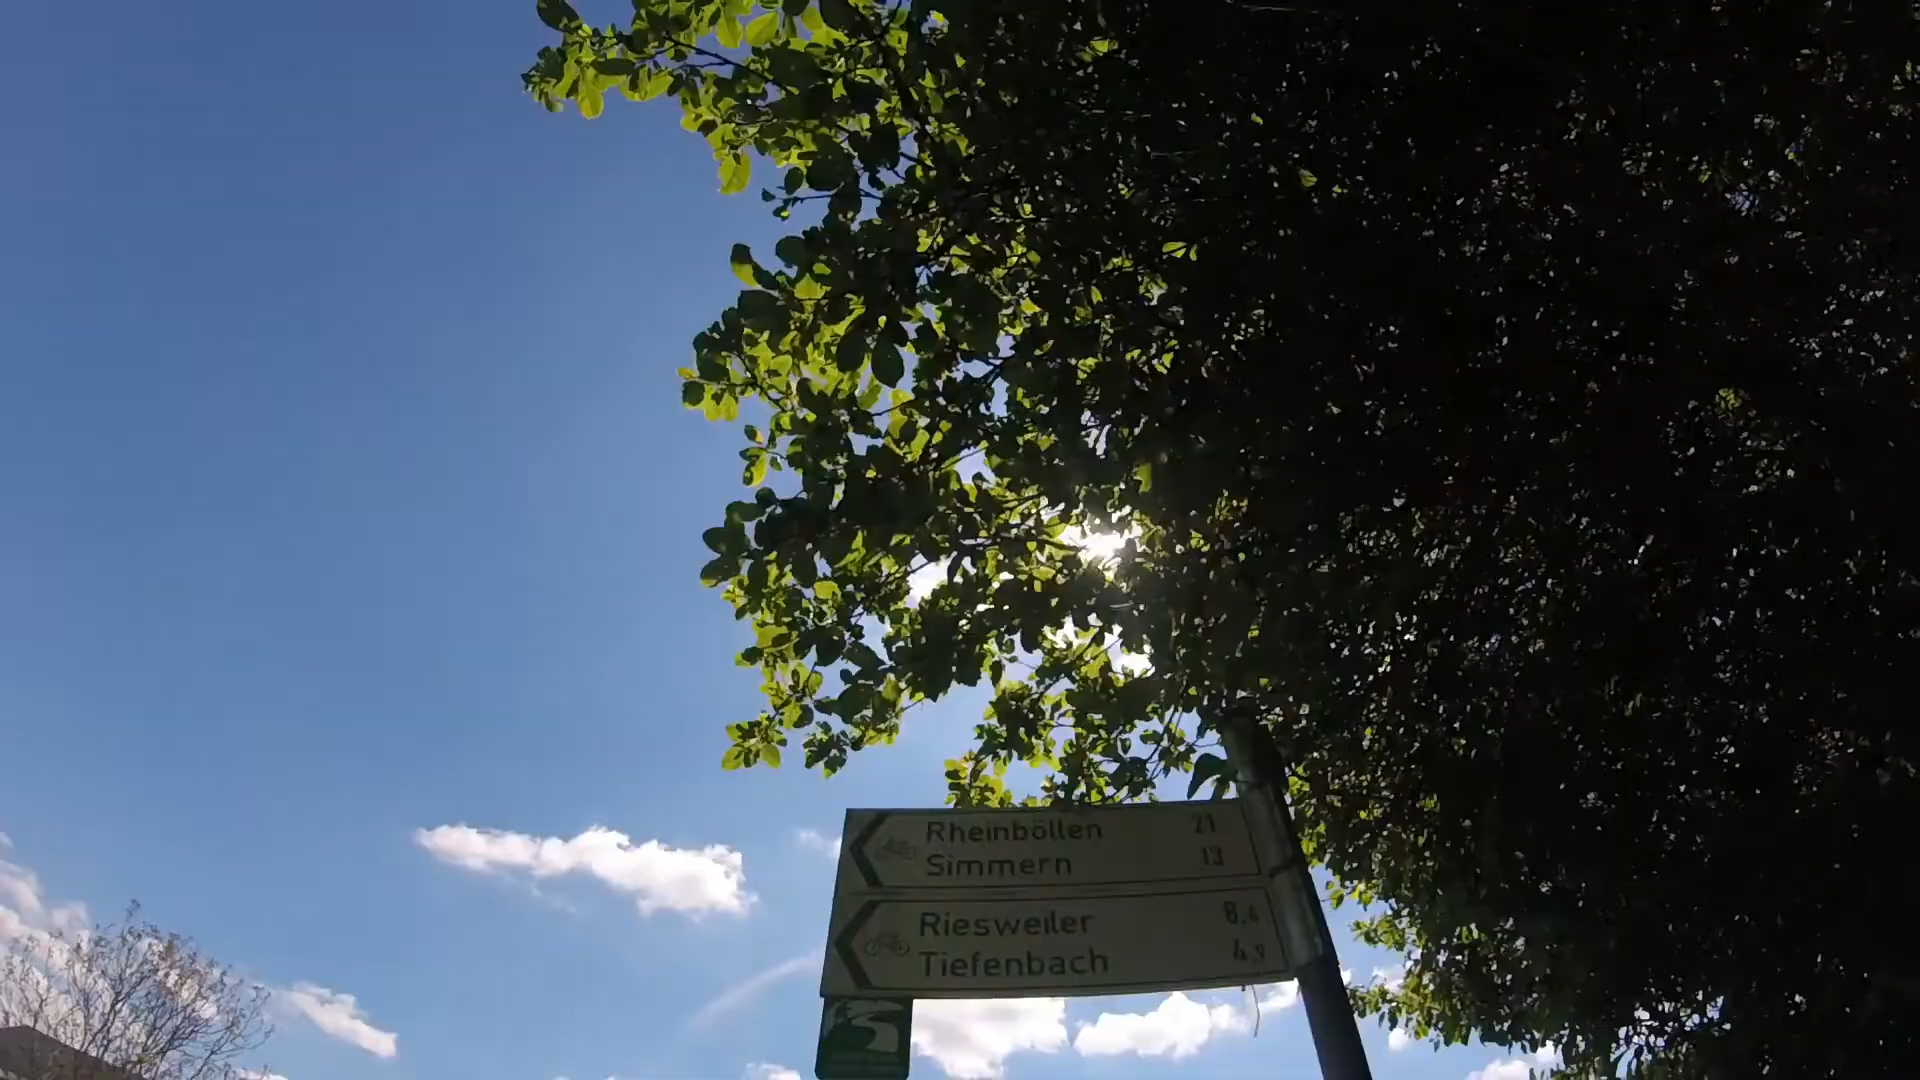 Rheinböllen 21
Simmern 13
Riesweiler 8,4
Tiefenbach 4,9